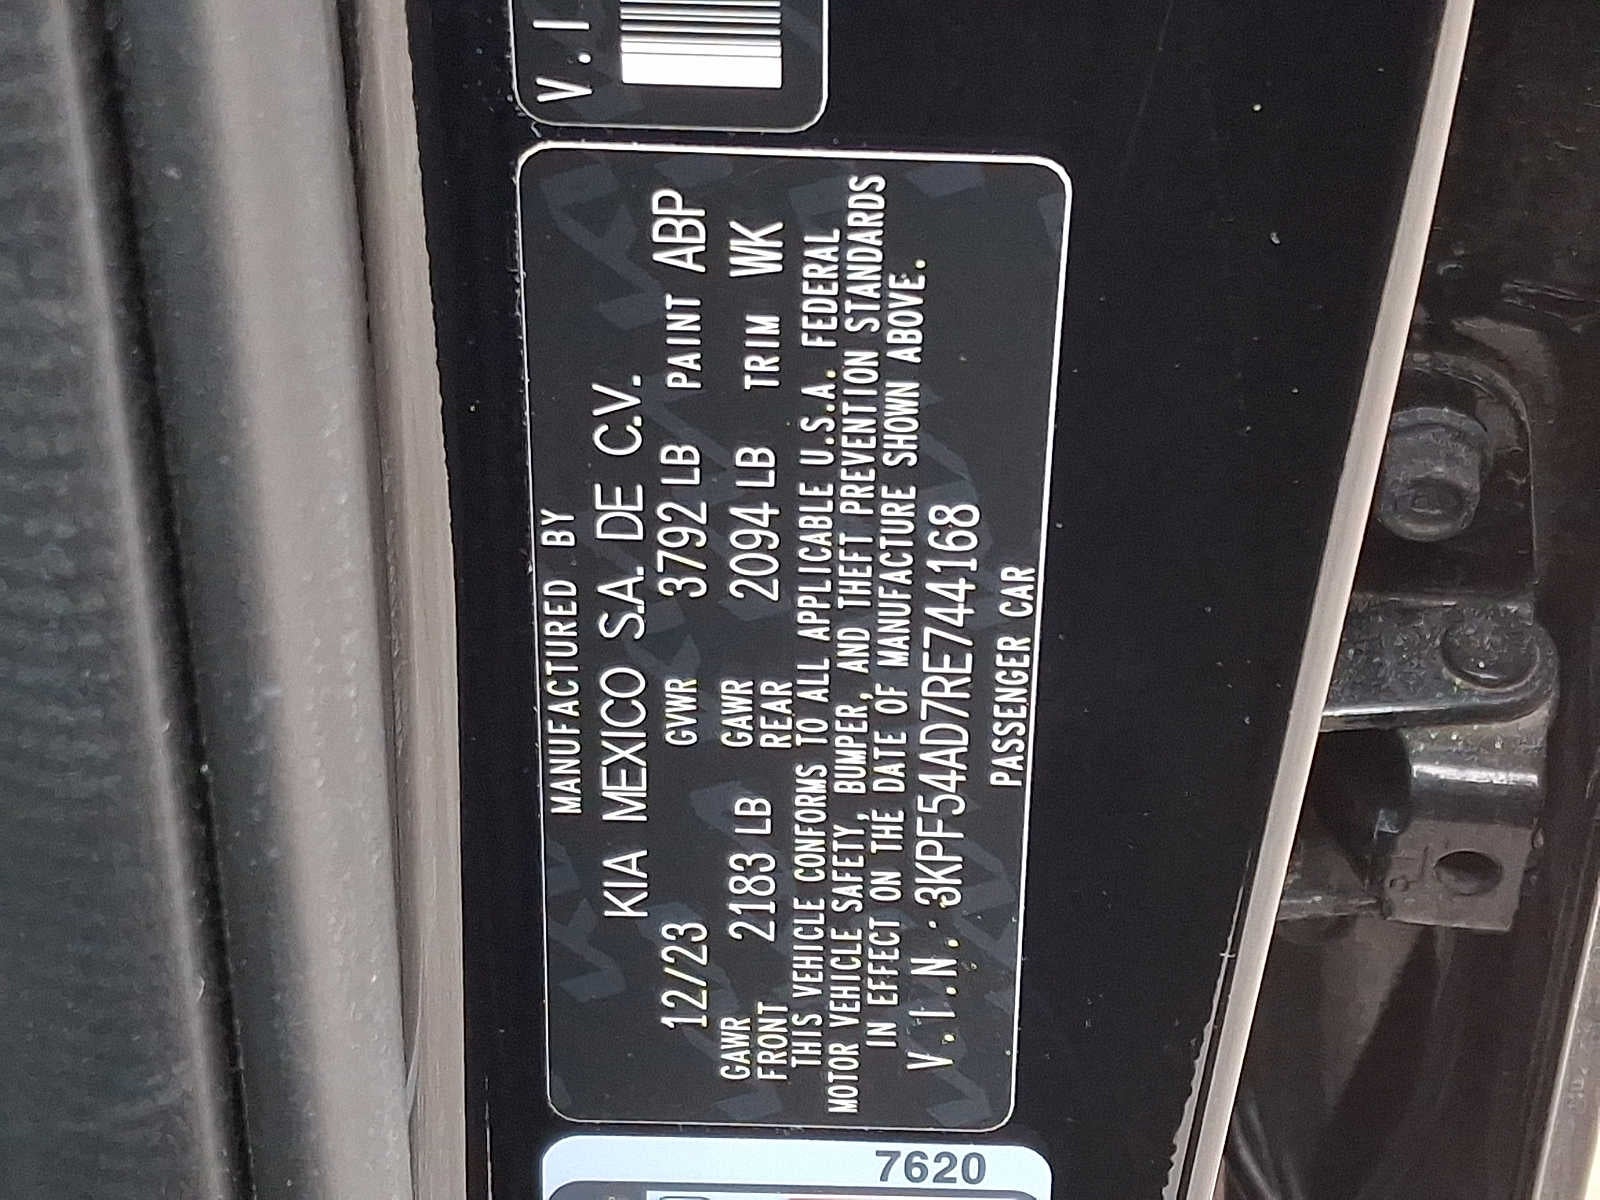 V.I
MANUFACTURED BY
KIA MEXICO S.A. DE C.V.
12/23 GVWR 3792 LB PAINT ABP
GAWR FRONT 2183 LB GAWR REAR 2094 LB TRIM WK
THIS VEHICLE CONFORMS TO ALL APPLICABLE U.S.A. FEDERAL
MOTOR VEHICLE SAFETY, BUMPER, AND THEFT PREVENTION STANDARDS
IN EFFECT ON THE DATE OF MANUFACTURE SHOWN ABOVE.
V.I.N.:3KPF54AD7RE744168
PASSENGER CAR
7620